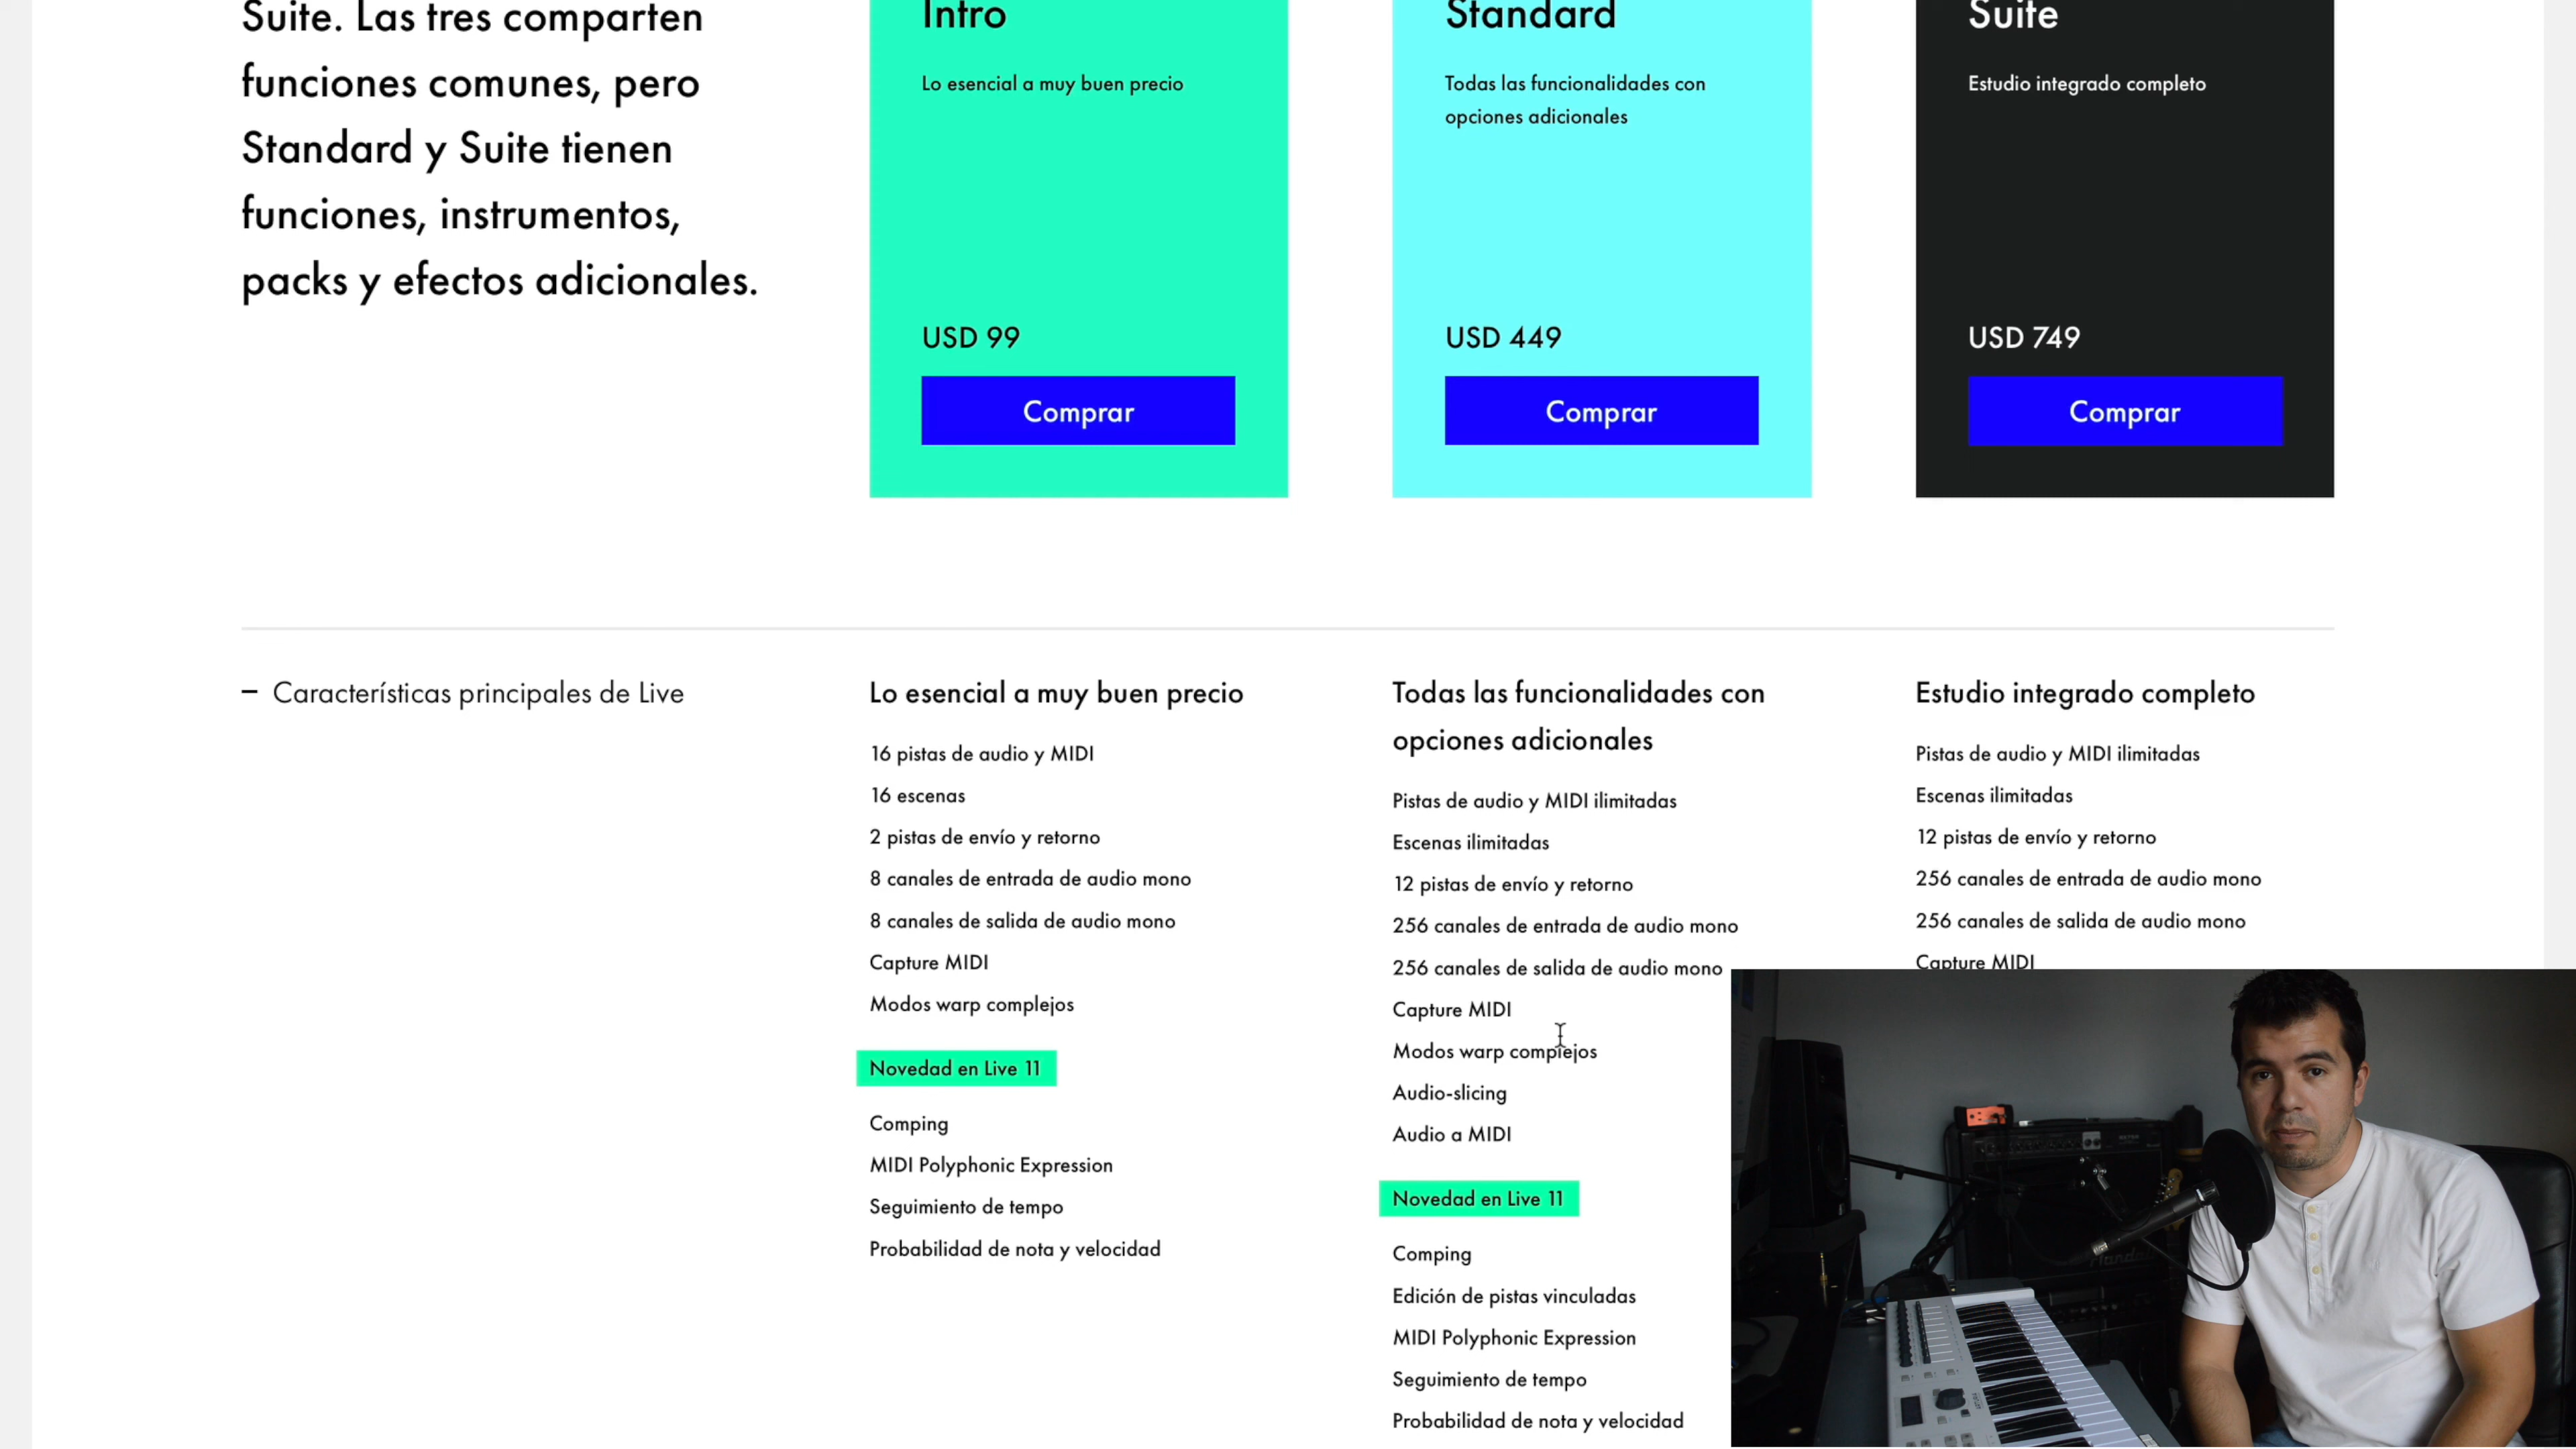 Suite. Las tres comparten
funciones comunes, pero
Standard y Suite tienen
funciones, instrumentos,
packs y efectos adicionales.
Intro
Lo esencial a muy buen precio
USD 99
Comprar
Standard
Todas las funcionalidades con
opciones adicionales
USD 449
Comprar
Suite
Estudio integrado completo
USD 749
Comprar
– Características principales de Live
Lo esencial a muy buen precio
16 pistas de audio y MIDI
16 escenas
2 pistas de envío y retorno
8 canales de entrada de audio mono
8 canales de salida de audio mono
Capture MIDI
Modos warp complejos
Novedad en Live 11
Comping
MIDI Polyphonic Expression
Seguimiento de tempo
Probabilidad de nota y velocidad
Todas las funcionalidades con
opciones adicionales
Pistas de audio y MIDI ilimitadas
Escenas ilimitadas
12 pistas de envío y retorno
256 canales de entrada de audio mono
256 canales de salida de audio mono
Capture MIDI
Modos warp complejos
Audio-slicing
Audio a MIDI
Novedad en Live 11
Comping
Edición de pistas vinculadas
MIDI Polyphonic Expression
Seguimiento de tempo
Probabilidad de nota y velocidad
Estudio integrado completo
Pistas de audio y MIDI ilimitadas
Escenas ilimitadas
12 pistas de envío y retorno
256 canales de entrada de audio mono
256 canales de salida de audio mono
Capture MIDI